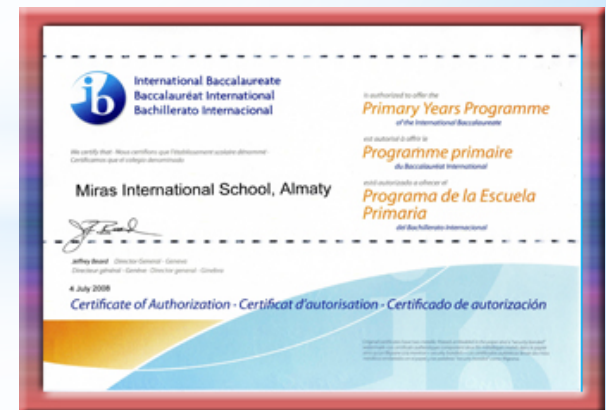 ib
International Baccalaureate
Baccalauréat International
Bachillerato Internacional
We certify that · Nous certifions que l'établissement scolaire dénommé ·
Certificamos que el colegio denominado
Miras International School, Almaty
Jeffrey Beard Director General - Geneva
Directeur général - Genève · Director general - Ginebra
4 July 2008
is authorized to offer the
Primary Years Programme
of the International Baccalaureate
est autorisé à offrir le
Programme primaire
du Baccalauréat International
está autorizado a ofrecer el
Programa de la Escuela
Primaria
del Bachillerato Internacional
Certificate of Authorization - Certificat d'autorisation - Certificado de autorización